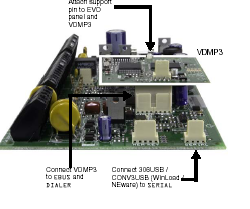 Attach support
pin to EVO
panel and
VDMP3
VDMP3
Connect VDMP3
to EBUS and
DIALER
Connect 306USB /
CONV3USB (WinLoad /
NEware) to SERIAL